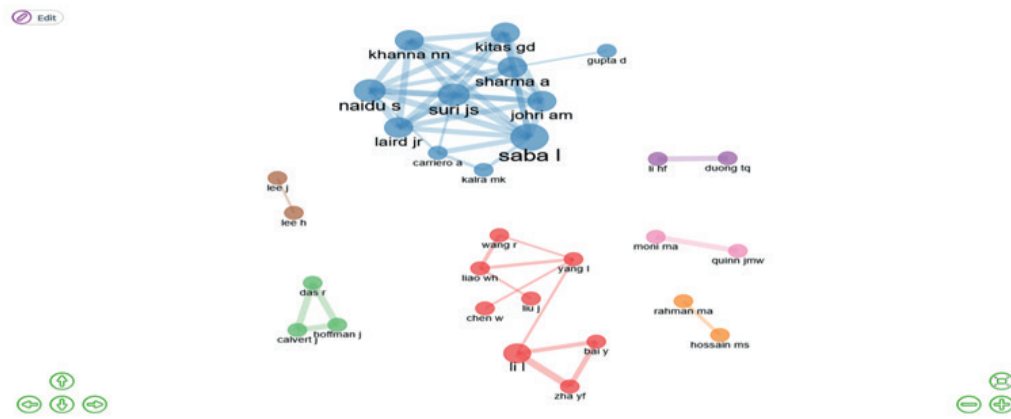 Edit
khanna nn
kitas gd
gupta d
sharma a
naidu s
suri js
johri am
laird jr
saba l
carriero a
kalra mk
li hf
duong tq
lee j
lee h
wang r
moni ma
quinn jmw
liao wh
yang l
das r
liu j
chen w
rahman ma
calvert j
hoffman j
hossain ms
bai y
li l
zha yf